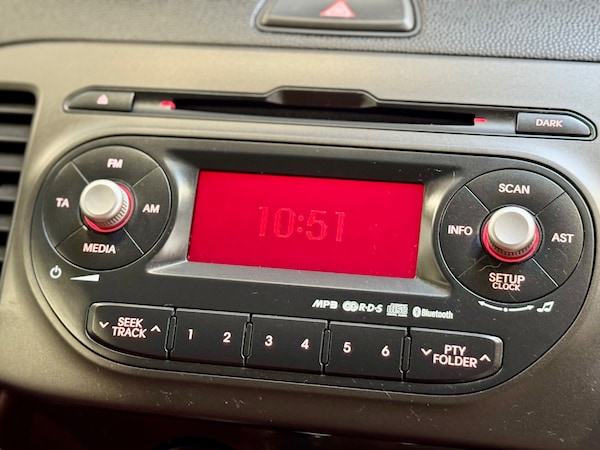 DARK
FM
TA
AM
MEDIA
10:51
SCAN
INFO
AST
SETUP
CLOCK
MP3 R·D·S Bluetooth
SEEK
TRACK
1 2 3 4 5 6
PTY
FOLDER